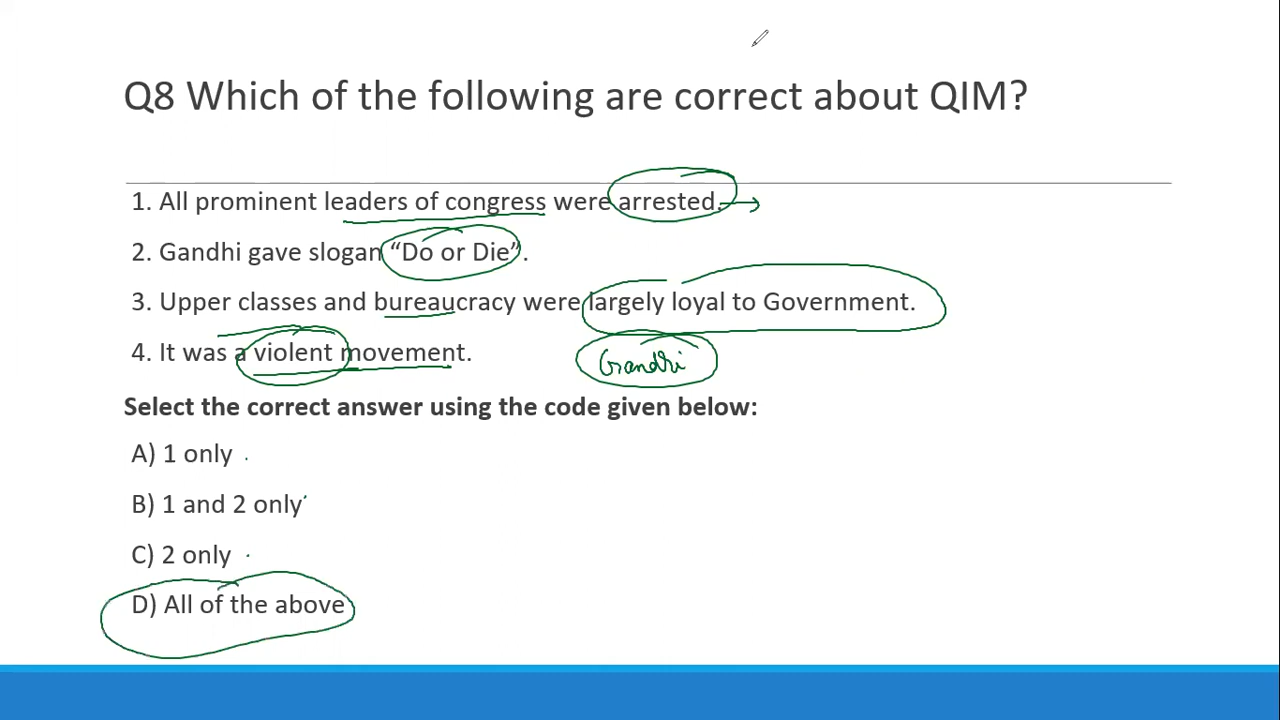 Q8 Which of the following are correct about QIM?
1. All prominent leaders of congress were arrested.
2. Gandhi gave slogan “Do or Die”.
3. Upper classes and bureaucracy were largely loyal to Government.
4. It was a violent movement.
Gandhi
Select the correct answer using the code given below:
A) 1 only
B) 1 and 2 only
C) 2 only
D) All of the above